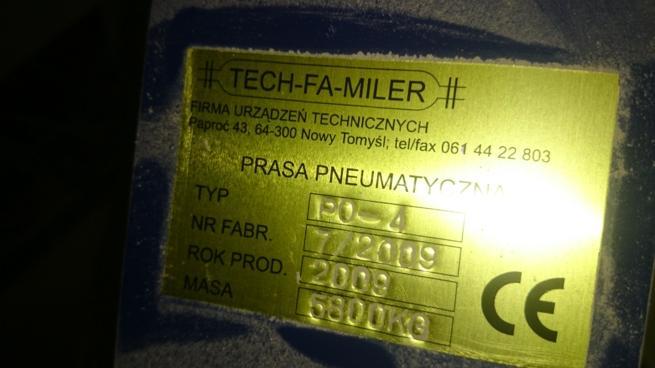 TECH-FA-MILER
FIRMA URZĄDZEŃ TECHNICZNYCH
Paproć 43, 64-300 Nowy Tomyśl; tel/fax 061 44 22 803
PRASA PNEUMATYCZNA
TYP PO-4
NR FABR. 7/2009
ROK PROD. 2009
MASA 5800KG
CE